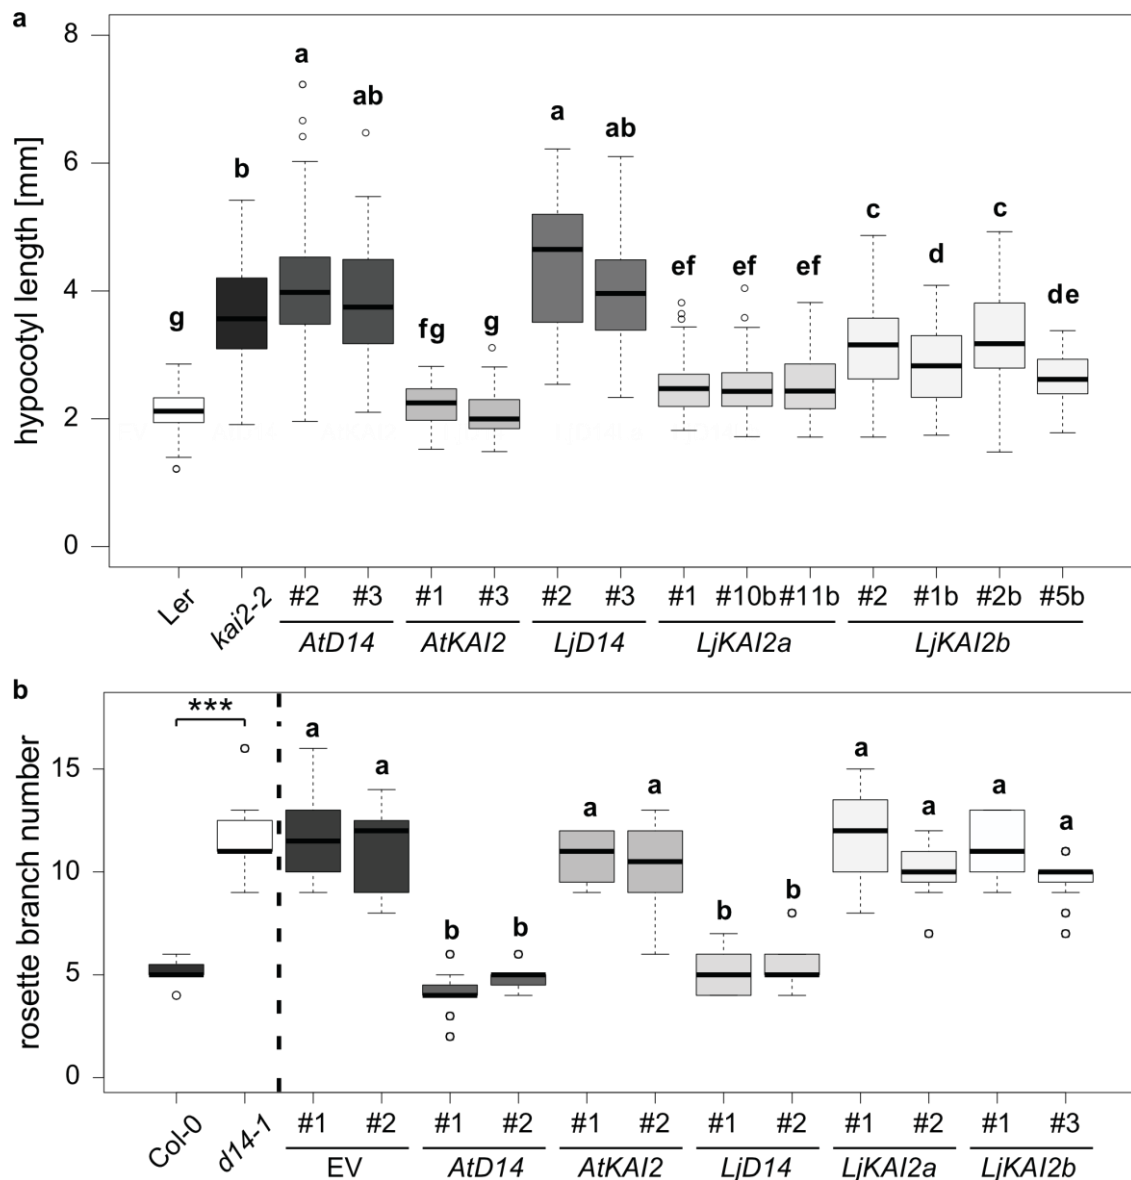 a
hypocotyl length [mm]
8
6
4
2
0
g b a ab fg g a ab ef ef ef c d c de
Ler kai2-2 #2 #3 #1 #3 #2 #3 #1 #10b #11b #2 #1b #2b #5b
AtD14 AtKAI2 LjD14 LjKAI2a LjKAI2b
b
rosette branch number
15
10
5
0
***
a a b b a a b b a a a a
Col-0 d14-1 #1 #2 #1 #2 #1 #2 #1 #2 #1 #2 #1 #3
EV AtD14 AtKAI2 LjD14 LjKAI2a LjKAI2b